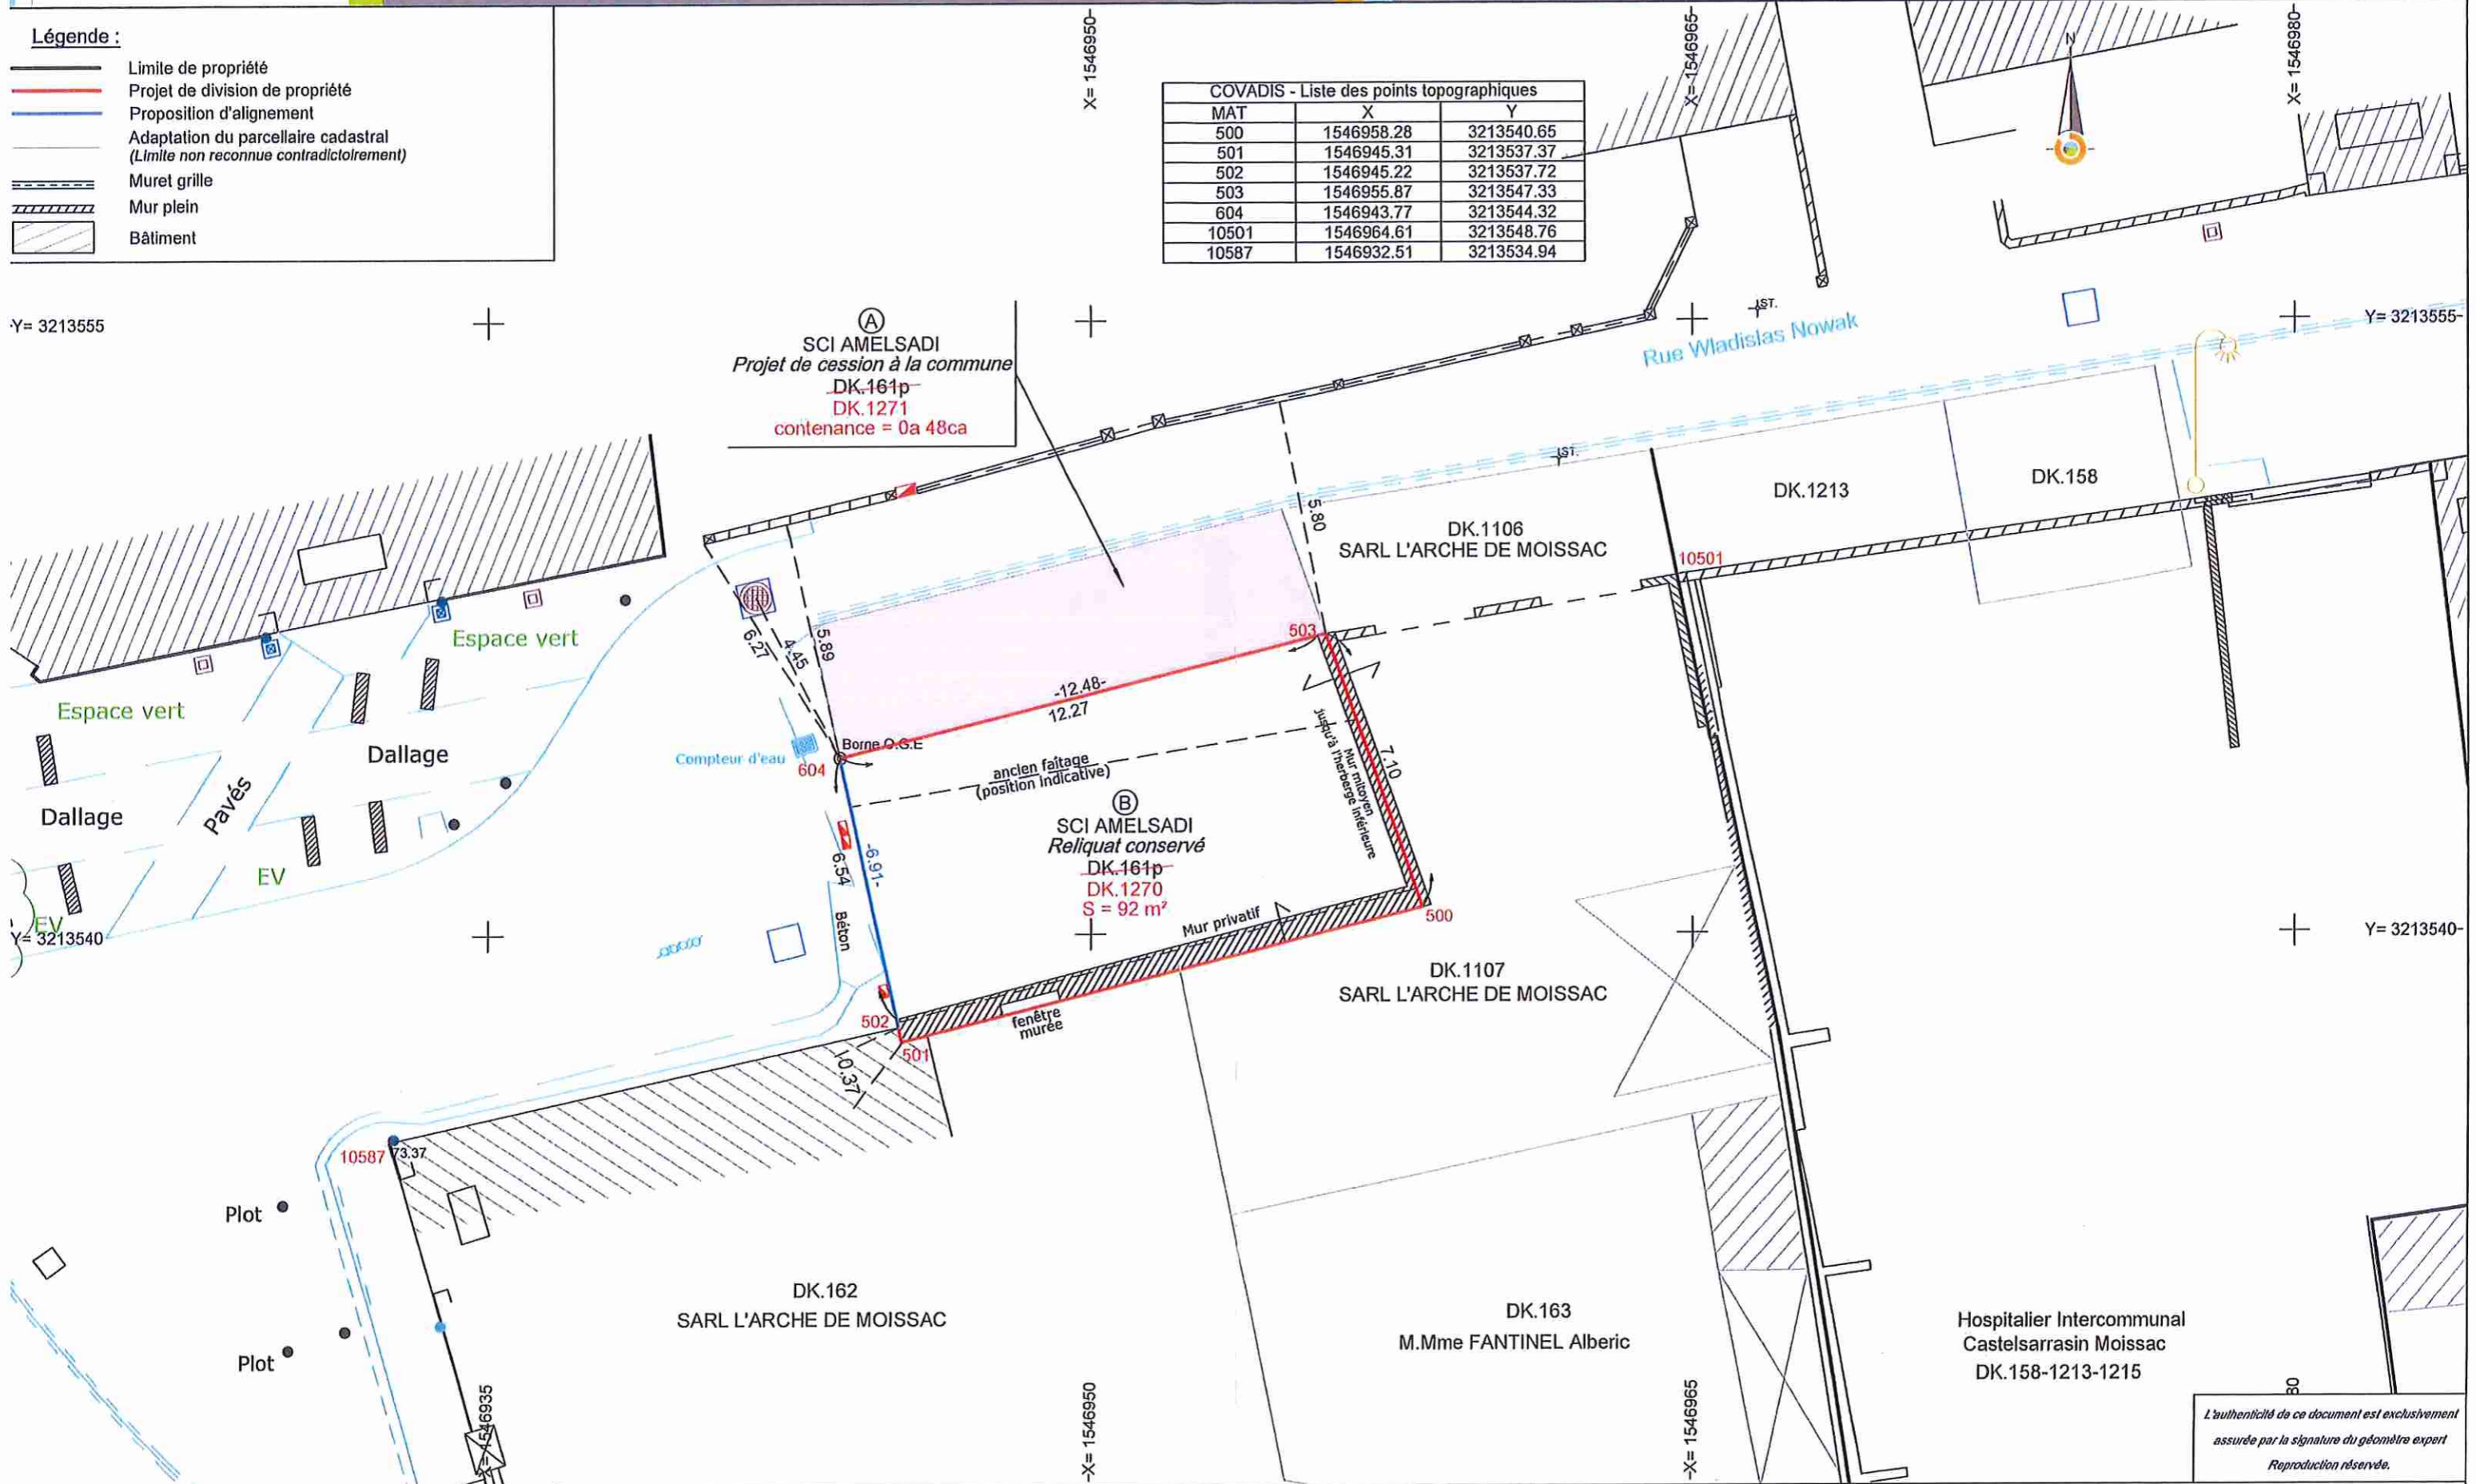 Légende :
Limite de propriété
Projet de division de propriété
Proposition d'alignement
Adaptation du parcellaire cadastral
(Limite non reconnue contradictoirement)
Muret grille
Mur plein
Bâtiment
X= 1546950
X= 1546965
X= 1546980
COVADIS - Liste des points topographiques
MAT X Y
500 1546958.28 3213540.65
501 1546945.31 3213537.37
502 1546945.22 3213537.72
503 1546955.87 3213547.33
604 1546943.77 3213544.32
10501 1546964.61 3213548.76
10587 1546932.51 3213534.94
N
Y= 3213555
Y= 3213555
A
SCI AMELSADI
Projet de cession à la commune
DK.161p
DK.1271
contenance = 0a 48ca
ST.
Rue Wladislas Nowak
ST.
DK.1213
DK.158
5.80
DK.1106
SARL L'ARCHE DE MOISSAC
10501
503
6.27
4.45
5.89
Espace vert
Espace vert
-12.48-
12.27
Borne O.G.E
Compteur d'eau
604
Dallage
Dallage
Pavés
EV
EV
ancien faîtage
(position indicative)
7.10
Mur mitoyen
jusqu'à l'herberge inférieure
B
SCI AMELSADI
Reliquat conservé
DK.161p
DK.1270
S = 92 m²
-6.91-
6.54
Béton
Mur privatif
500
Y= 3213540
Y= 3213540
DK.1107
SARL L'ARCHE DE MOISSAC
502
501
fenêtre
murée
0.37
10587
73.37
Plot
Plot
DK.162
SARL L'ARCHE DE MOISSAC
DK.163
M.Mme FANTINEL Alberic
Hospitalier Intercommunal
Castelsarrasin Moissac
DK.158-1213-1215
X= 1546935
X= 1546950
X= 1546965
80
L'authenticité de ce document est exclusivement
assurée par la signature du géomètre expert
Reproduction réservée.